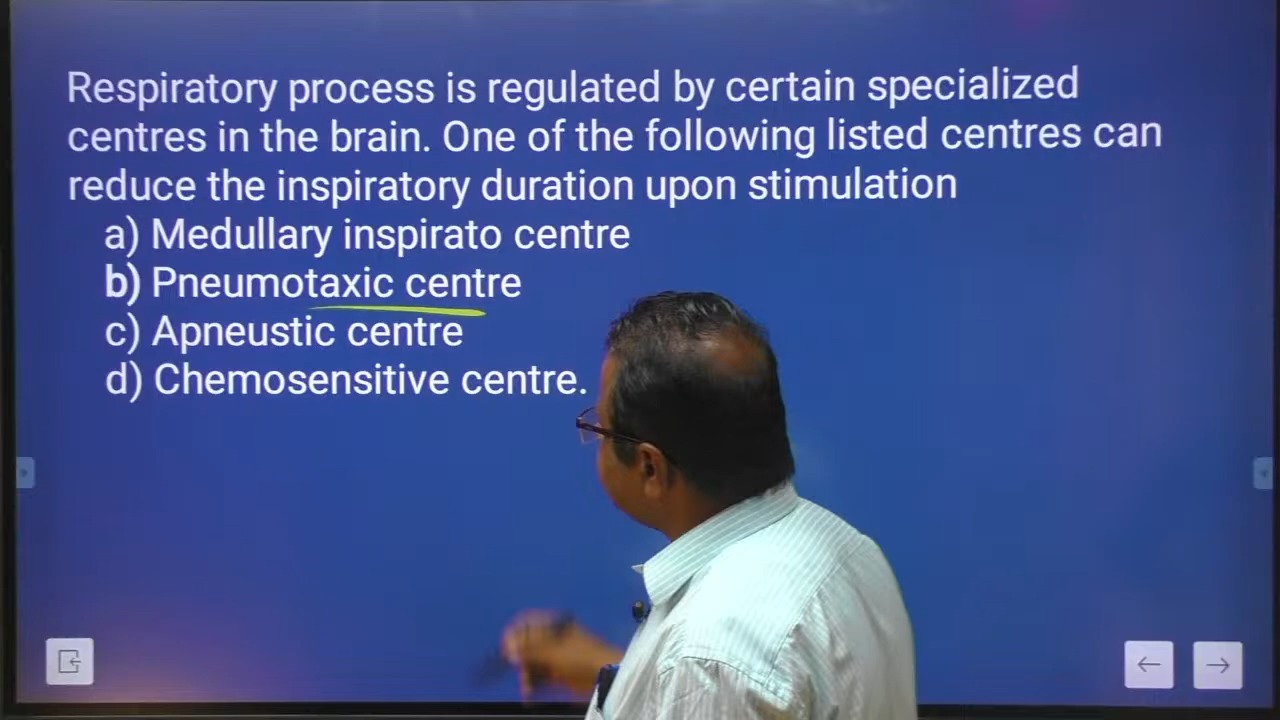 Respiratory process is regulated by certain specialized
centres in the brain. One of the following listed centres can
reduce the inspiratory duration upon stimulation
a) Medullary inspirato centre
b) Pneumotaxic centre
c) Apneustic centre
d) Chemosensitive centre.